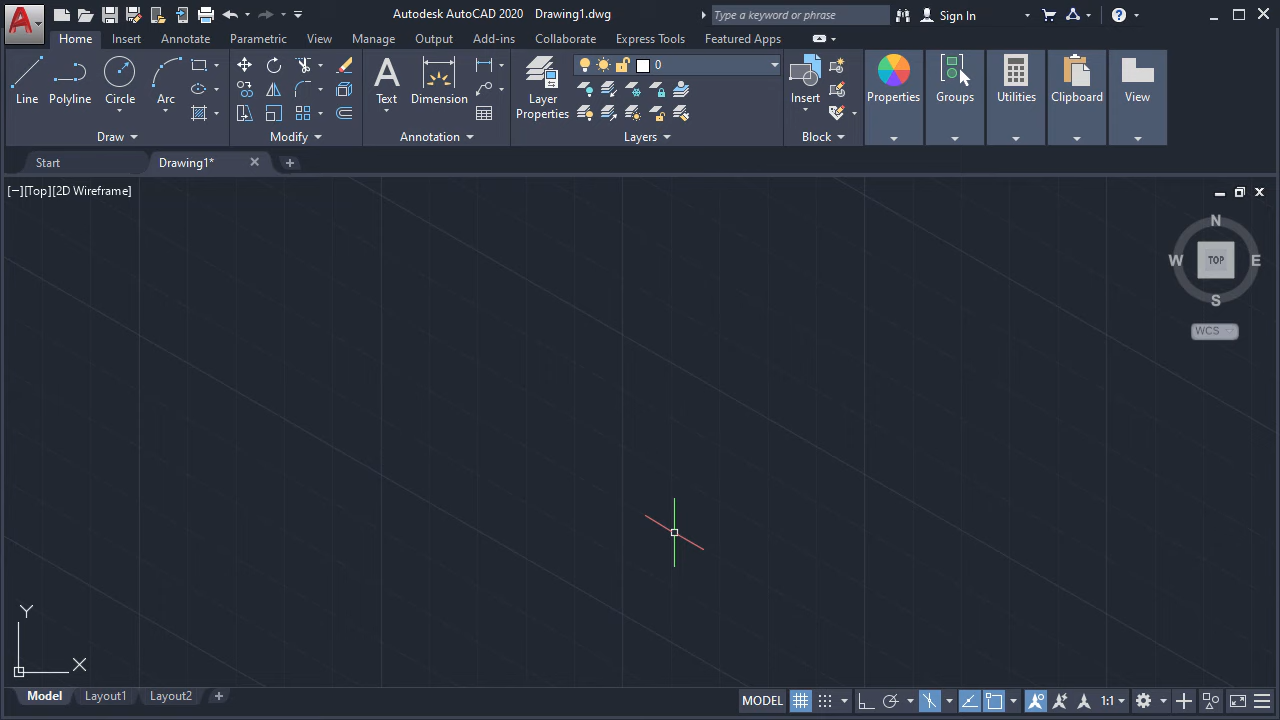 Autodesk AutoCAD 2020 Drawing1.dwg Type a keyword or phrase Sign In
Home Insert Annotate Parametric View Manage Output Add-ins Collaborate Express Tools Featured Apps
0
Line Polyline Circle Arc Text Dimension Layer Properties Insert Properties Groups Utilities Clipboard View
Draw Modify Annotation Layers Block
Start Drawing1*
[−][Top][2D Wireframe]
N
W TOP E
S
WCS
Y
X
Model Layout1 Layout2 MODEL 1:1